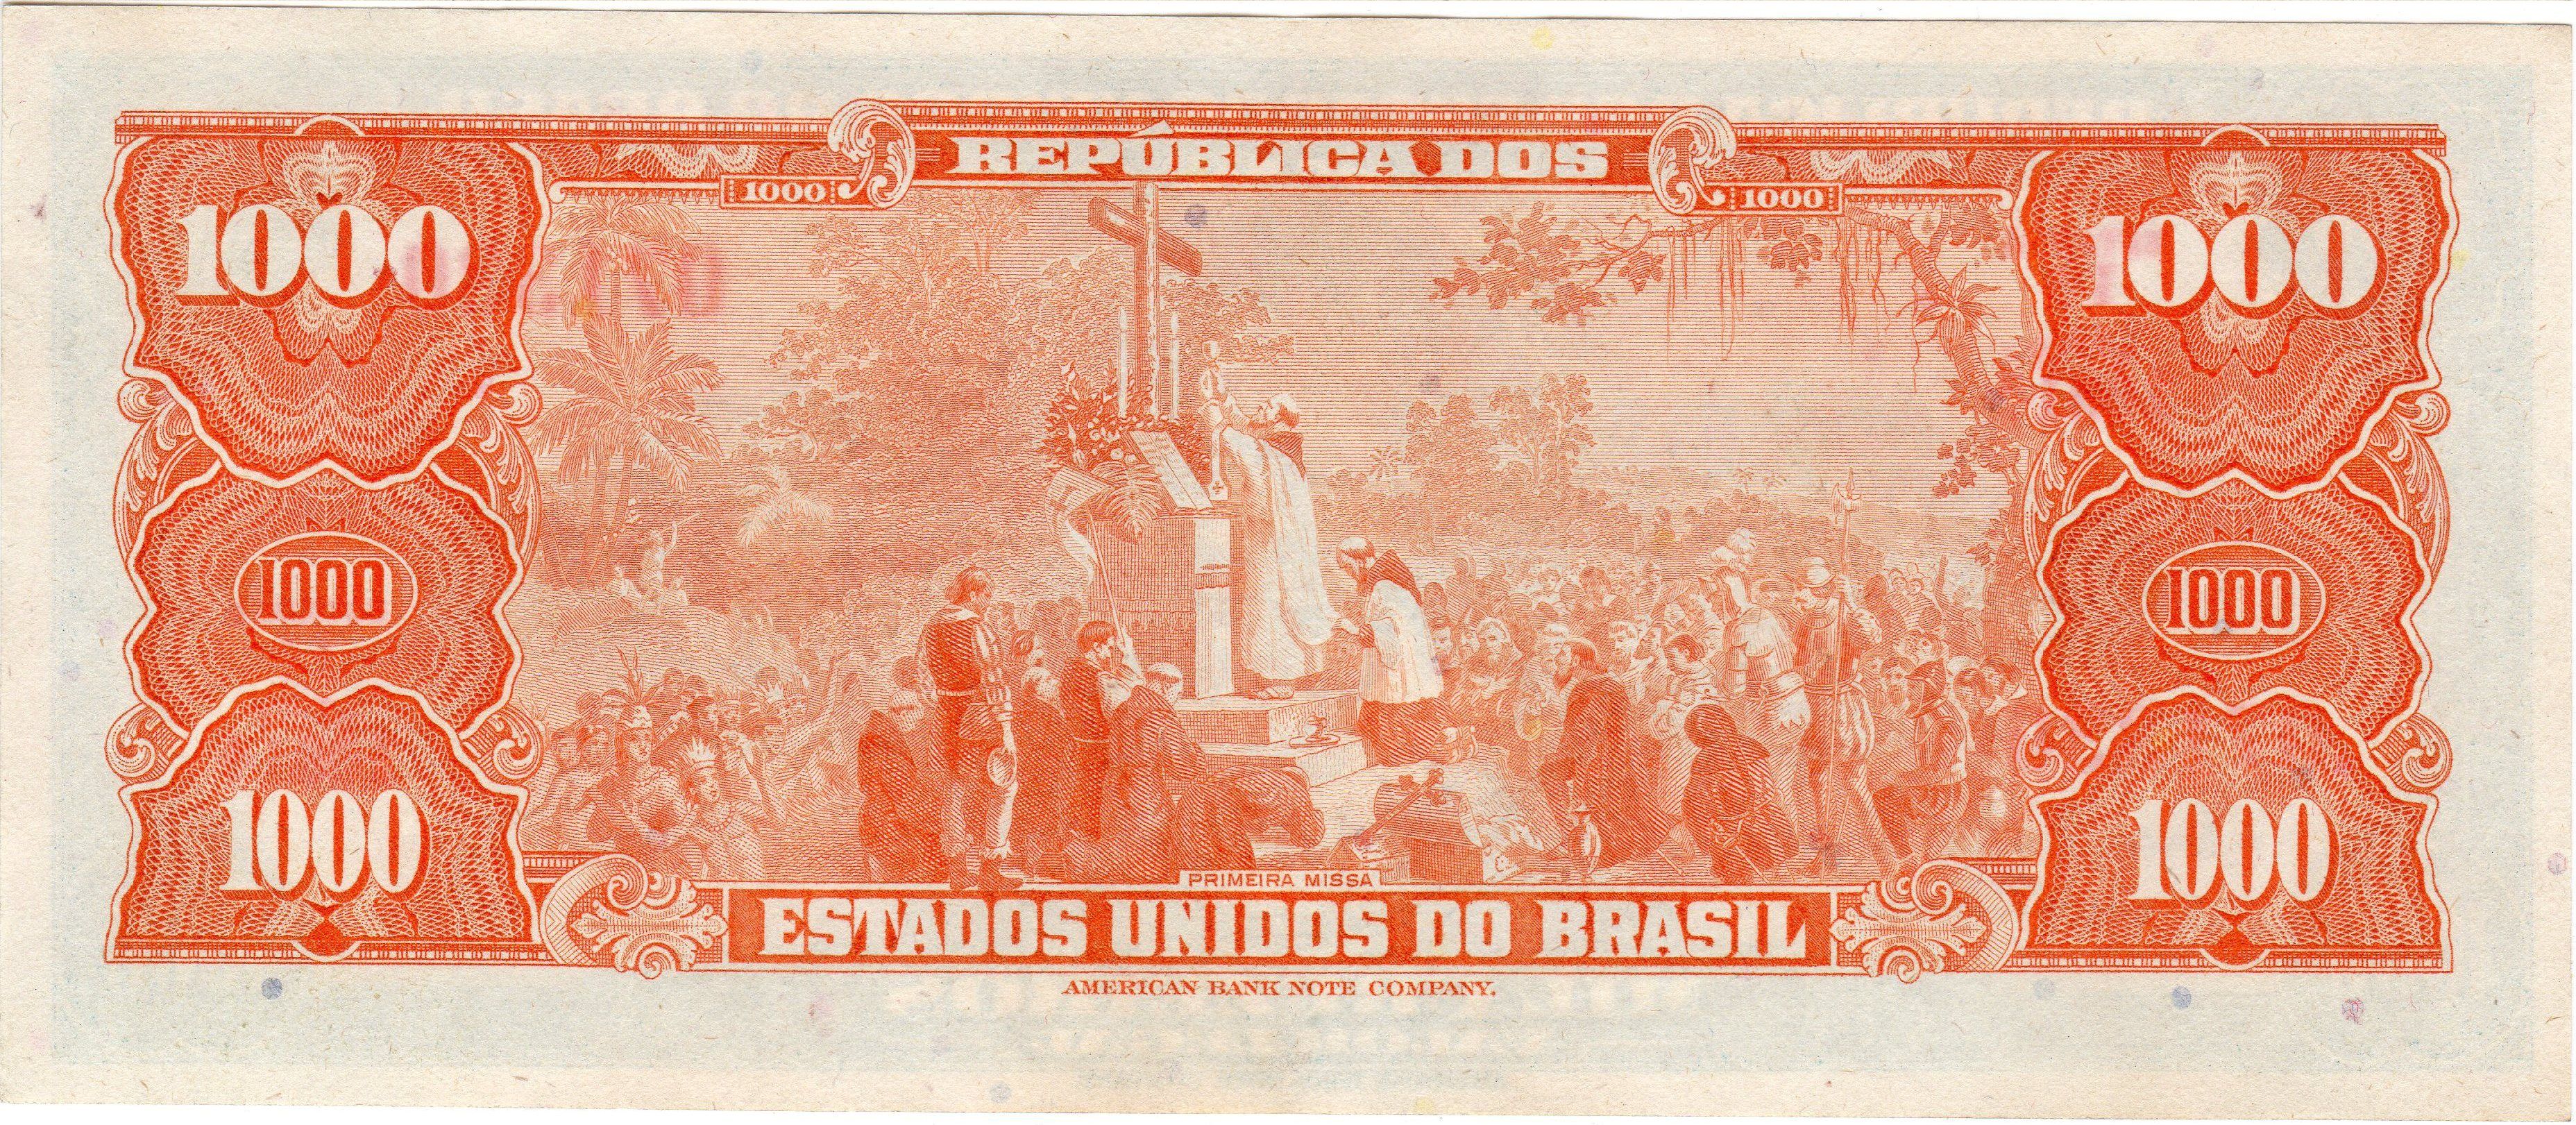 REPÚBLICA DOS
1000 1000
1000 1000
1000 1000
1000 1000
PRIMEIRA MISSA
ESTADOS UNIDOS DO BRASIL
AMERICAN BANK NOTE COMPANY.